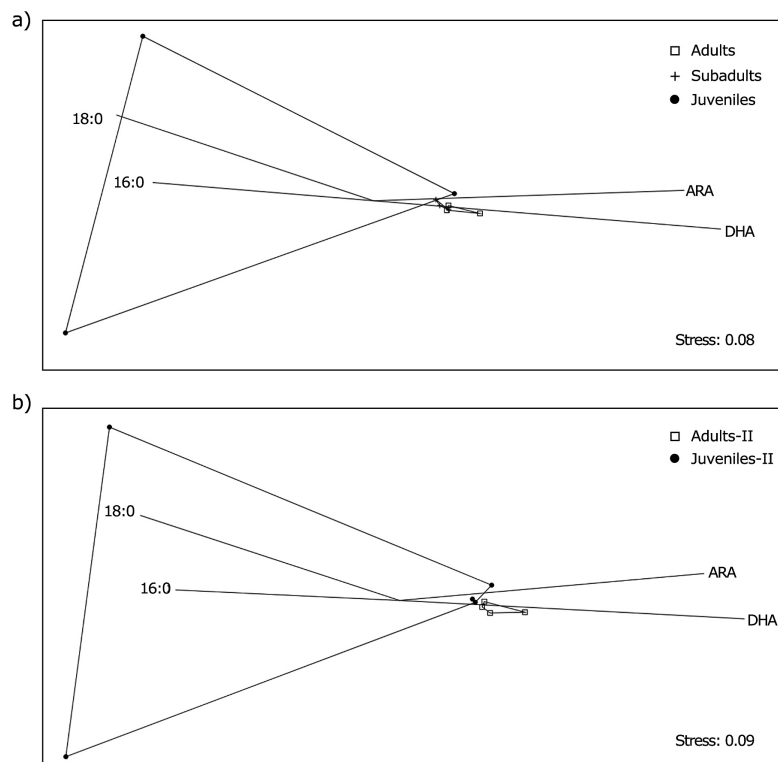 a)
Adults
Subadults
Juveniles
18:0
16:0
ARA
DHA
Stress: 0.08
b)
Adults-II
Juveniles-II
18:0
16:0
ARA
DHA
Stress: 0.09